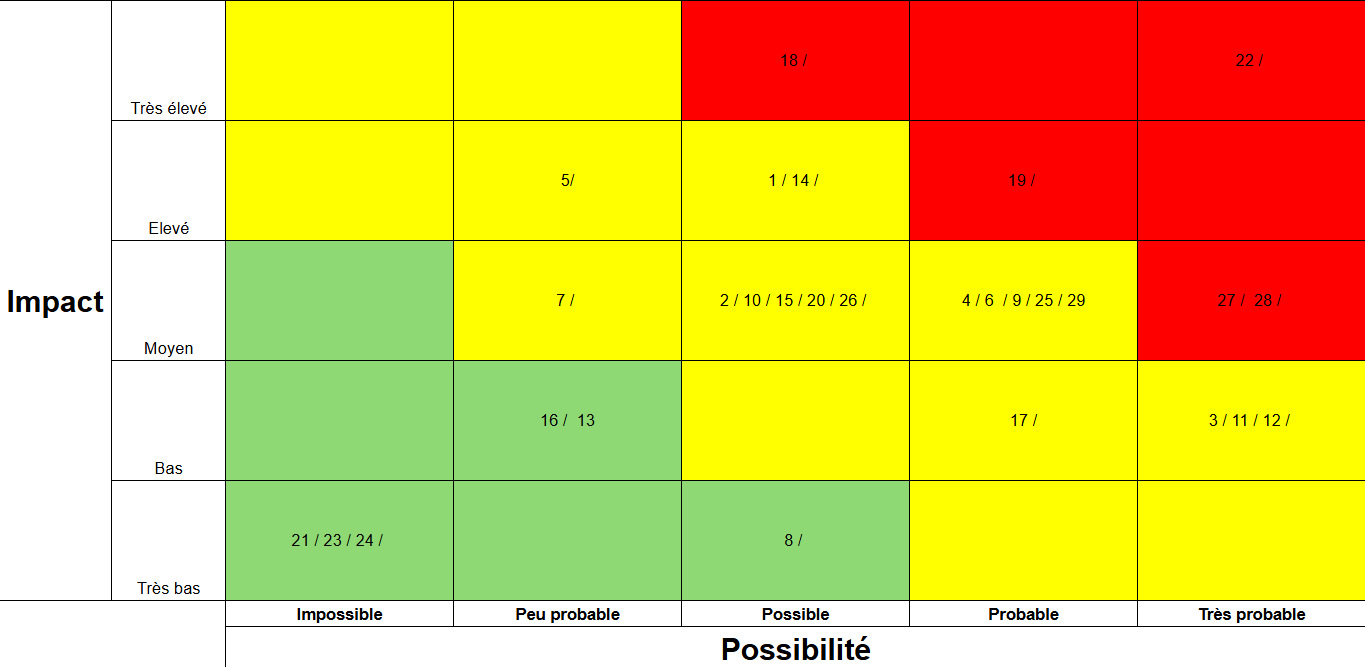 18 /
22 /
Très élevé
5/
1 / 14 /
19 /
Elevé
Impact
7 /
2 / 10 / 15 / 20 / 26 /
4 / 6  / 9 / 25 / 29
27 /  28 /
Moyen
16 /  13
17 /
3 / 11 / 12 /
Bas
21 / 23 / 24 /
8 /
Très bas
Impossible
Peu probable
Possible
Probable
Très probable
Possibilité